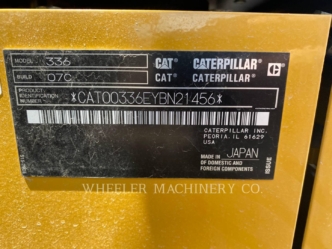 MODEL 336 CAT CATERPILLAR C
BUILD 07C CAT CATERPILLAR
PRODUCT IDENTIFICATION NUMBER *CAT00336EYBN21456*
CATERPILLAR INC.
PEORIA, IL 61629
USA
MADE IN JAPAN
OF DOMESTIC AND
FOREIGN COMPONENTS
ISSUE
WHEELER MACHINERY CO.